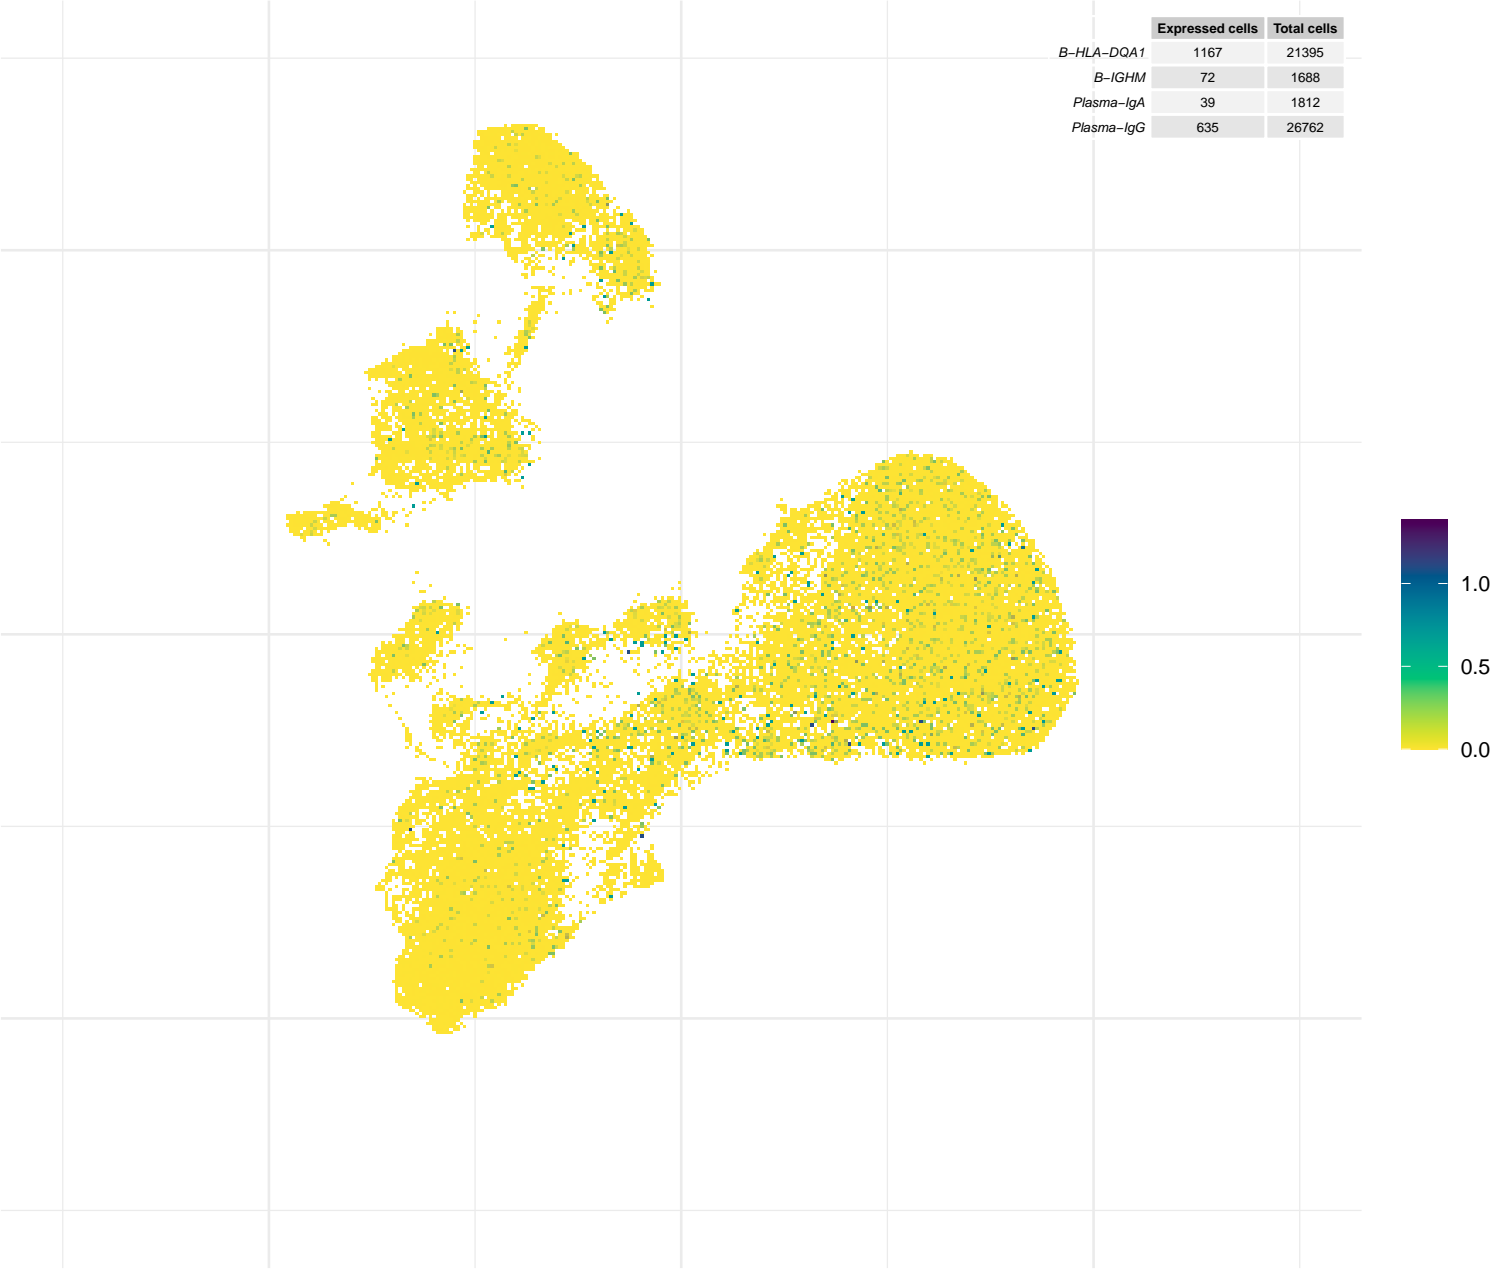 Expressed cells Total cells
B−HLA−DQA1 1167 21395
B−IGHM 72 1688
Plasma−IgA 39 1812
Plasma−IgG 635 26762
1.0
0.5
0.0